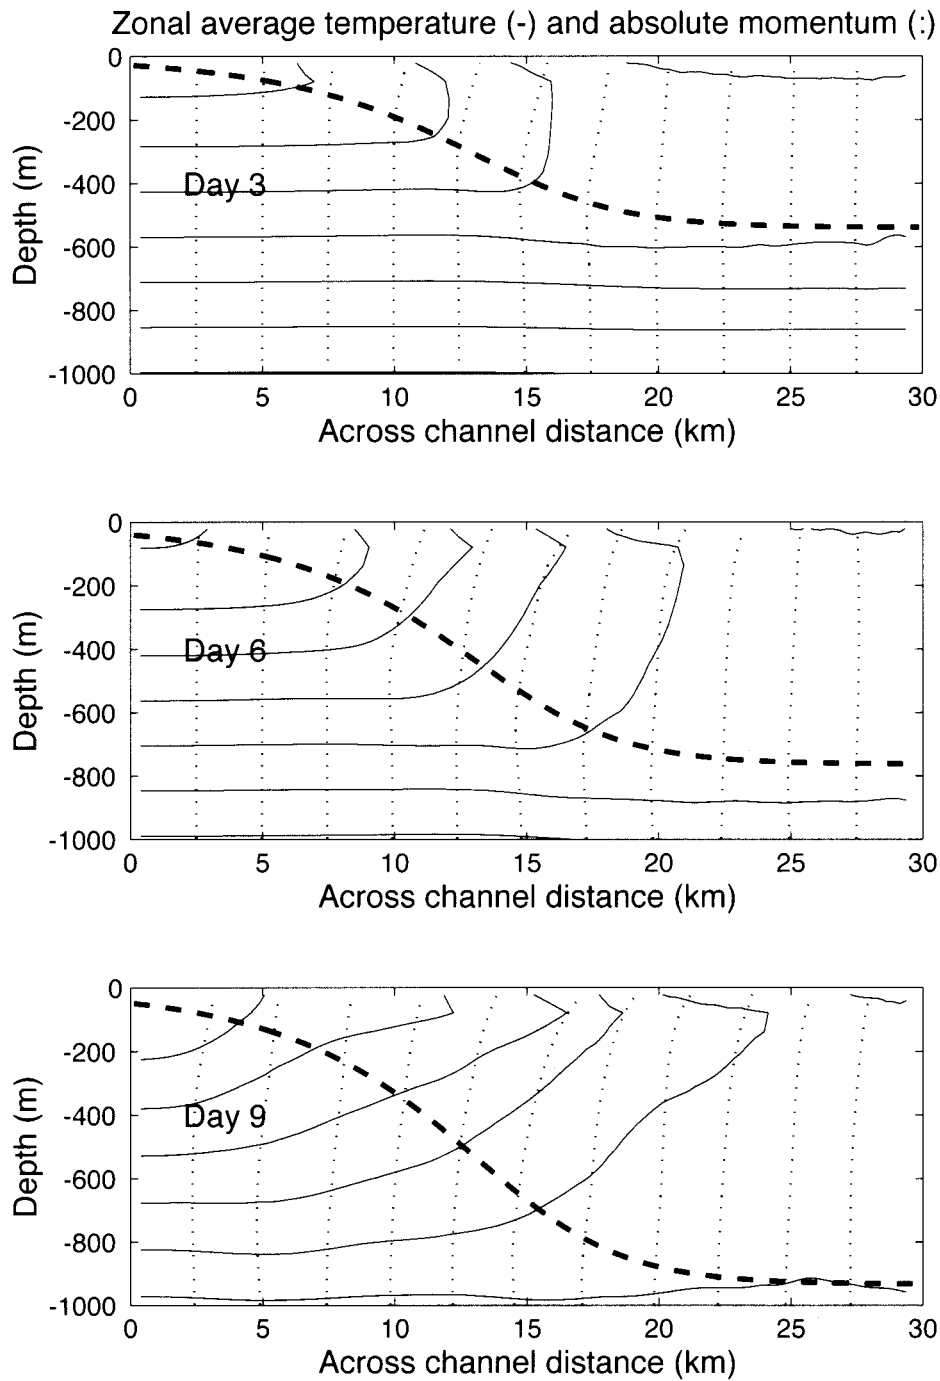 Zonal average temperature (-) and absolute momentum (:)
0
-200
-400
-600
-800
-1000
Depth (m)
Day 3
0 5 10 15 20 25 30
Across channel distance (km)
0
-200
-400
-600
-800
-1000
Depth (m)
Day 6
0 5 10 15 20 25 30
Across channel distance (km)
0
-200
-400
-600
-800
-1000
Depth (m)
Day 9
0 5 10 15 20 25 30
Across channel distance (km)